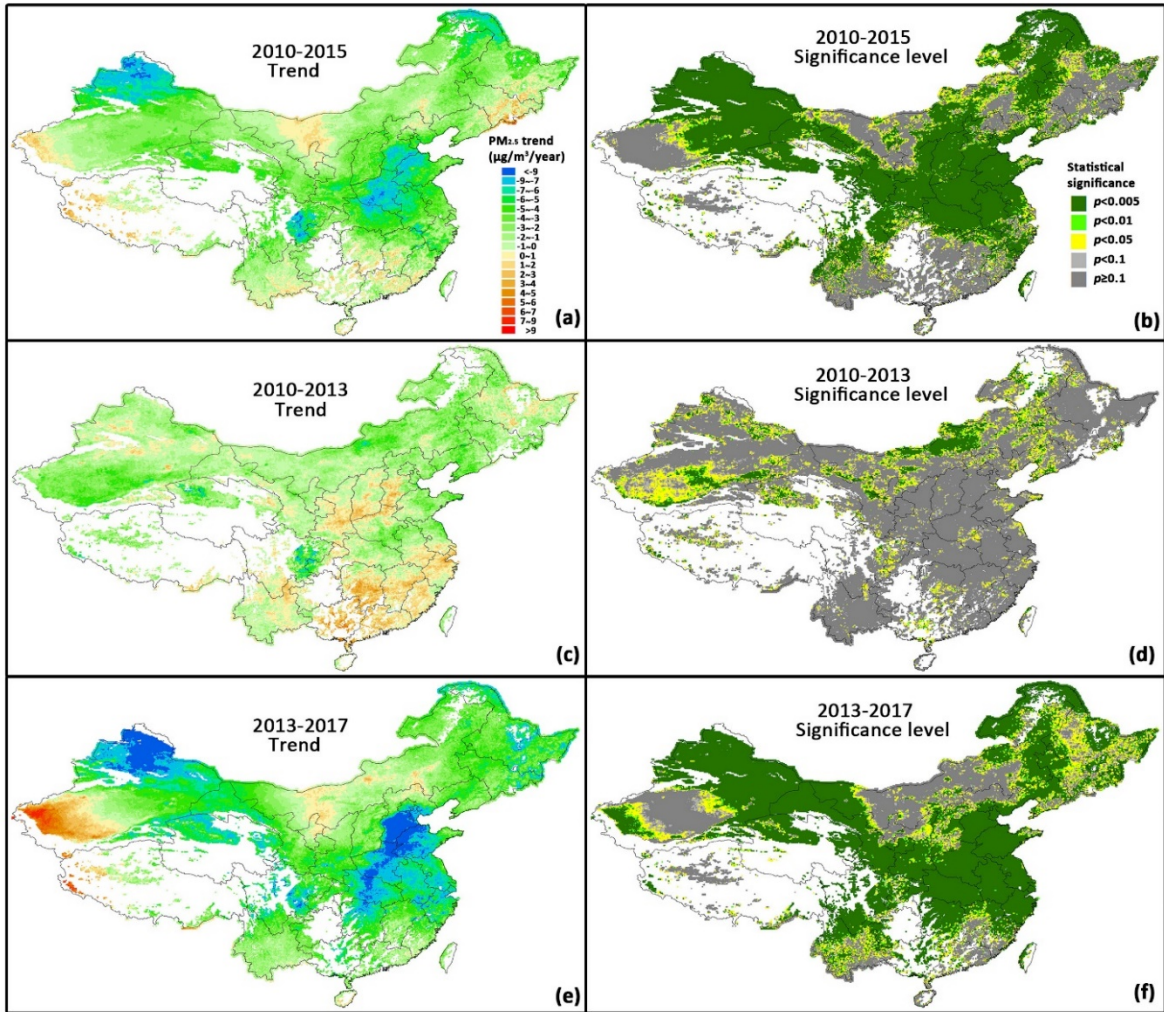 2010-2015
Trend
PM2.5 trend
(μg/m³/year)
<-9
-9~-7
-7~-6
-6~-5
-5~-4
-4~-3
-3~-2
-2~-1
-1~0
0~1
1~2
2~3
3~4
4~5
5~6
6~7
7~9
>9
(a)
2010-2015
Significance level
Statistical
significance
p<0.005
p<0.01
p<0.05
p<0.1
p≥0.1
(b)
2010-2013
Trend
(c)
2010-2013
Significance level
(d)
2013-2017
Trend
(e)
2013-2017
Significance level
(f)